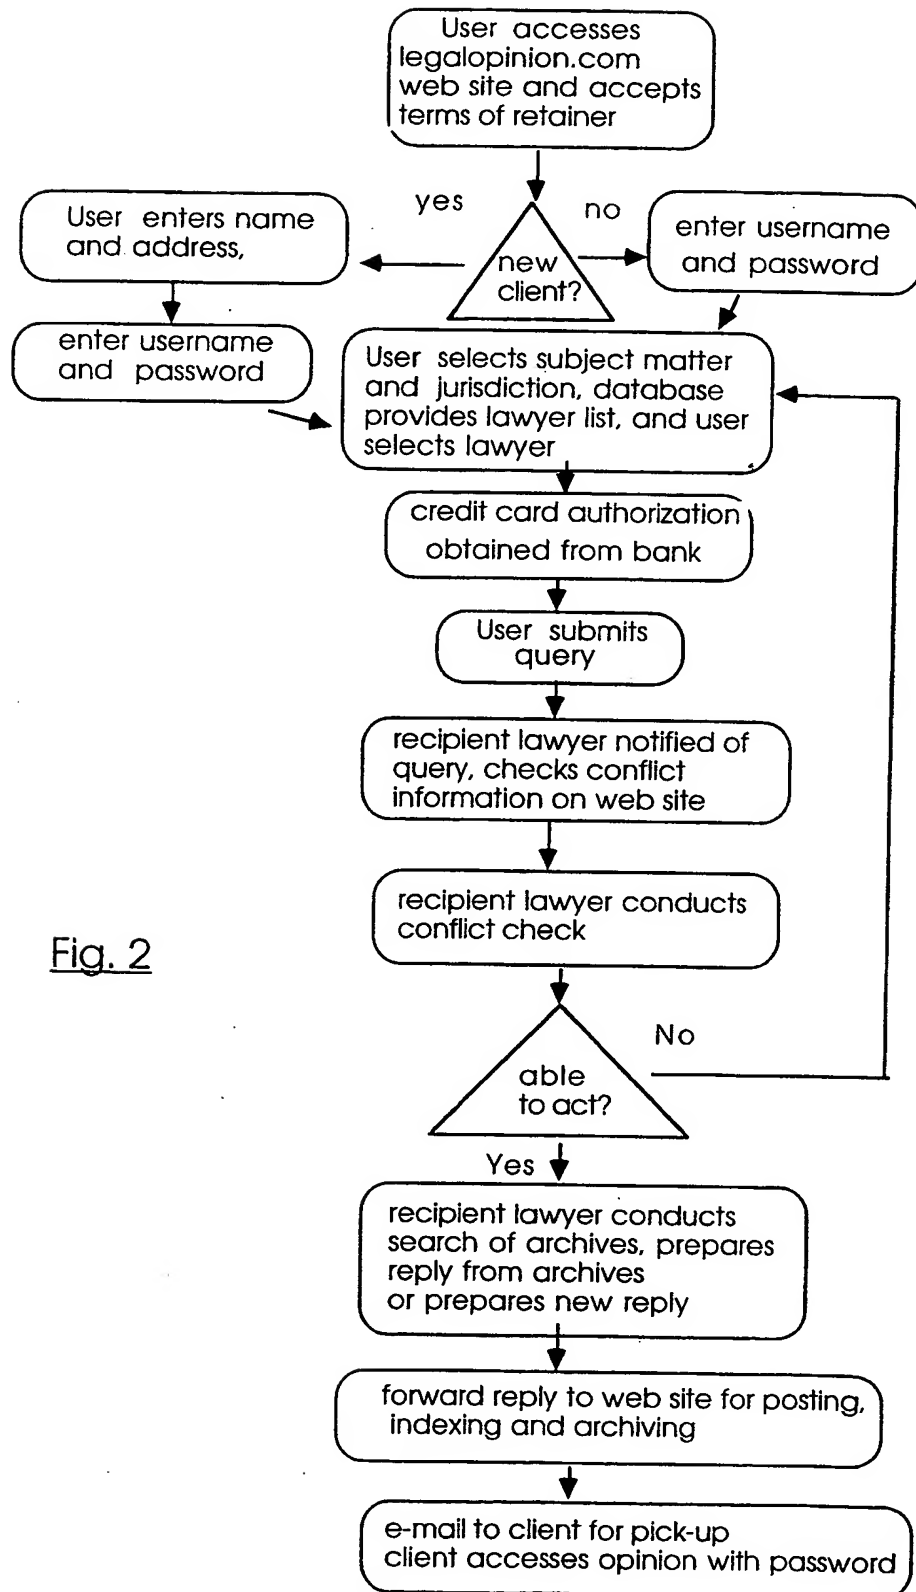 User accesses
legalopinion.com
web site and accepts
terms of retainer
yes
no
User enters name
and address,
new
client?
enter username
and password
enter username
and password
User selects subject matter
and jurisdiction, database
provides lawyer list, and user
selects lawyer
credit card authorization
obtained from bank
User submits
query
recipient lawyer notified of
query, checks conflict
information on web site
recipient lawyer conducts
conflict check
Fig. 2
No
able
to act?
Yes
recipient lawyer conducts
search of archives, prepares
reply from archives
or prepares new reply
forward reply to web site for posting,
indexing and archiving
e-mail to client for pick-up
client accesses opinion with password